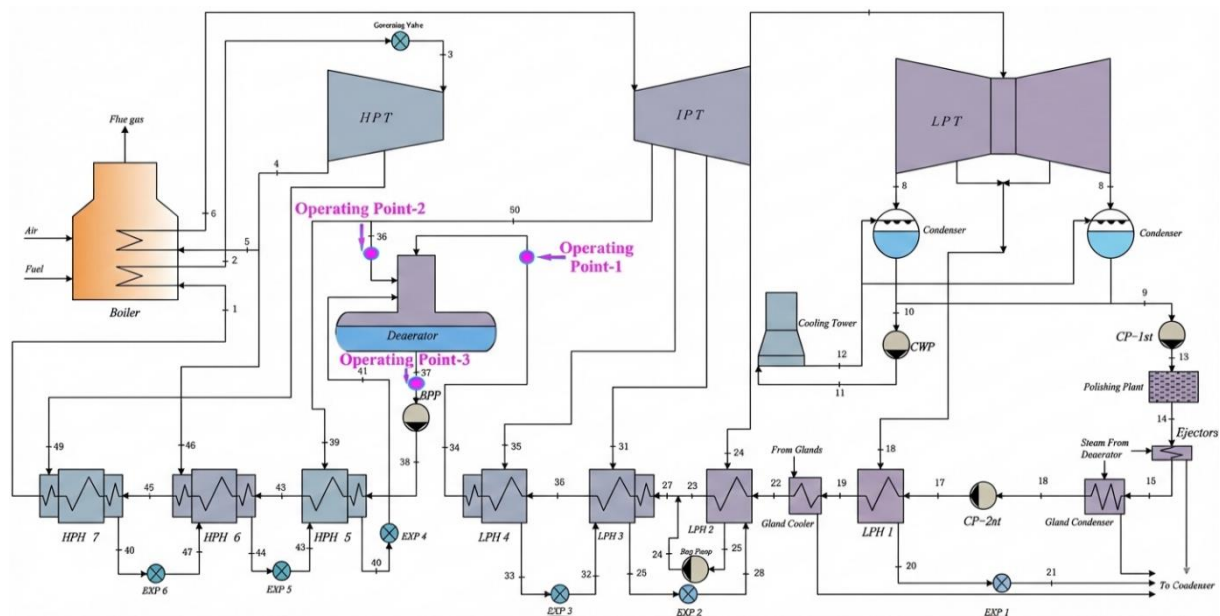 Governing Valve
3
HPT
IPT
LPT
Flue gas
4
6
5
2
1
Air
Fuel
Boiler
50
Operating Point-2
36
Operating
Point-1
Deaerator
Operating Point-3
37
BPP
41
38
8
8
Condenser
Condenser
9
10
Cooling Tower
12
CWP
11
CP-1st
13
Polishing Plant
14
Ejectors
Steam From
Deaerator
15
49
46
39
34
35
31
24
From Glands
18
45
43
36
27
23
22
19
17
18
HPH 7
HPH 6
HPH 5
LPH 4
LPH 3
LPH 2
Gland Cooler
LPH 1
CP-2nt
Gland Condenser
40
47
44
43
40
EXP 4
33
32
25
24
25
28
20
21
To Coadenser
EXP 6
EXP 5
EXP 3
EXP 2
EXP 1